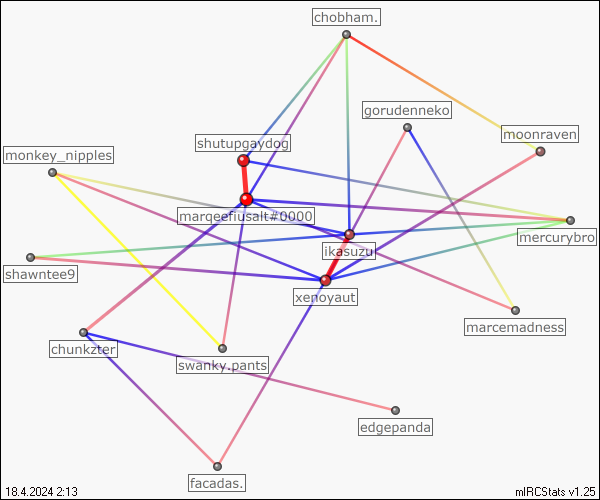 chobham.
gorudenneko
moonraven
shutupgaydog
monkey_nipples
marqeefiusalt#0000
mercurybro
ikasuzu
shawntee9
xenoyaut
marcemadness
chunkzter
swanky.pants
edgepanda
facadas.
18.4.2024 2:13
mIRCStats v1.25